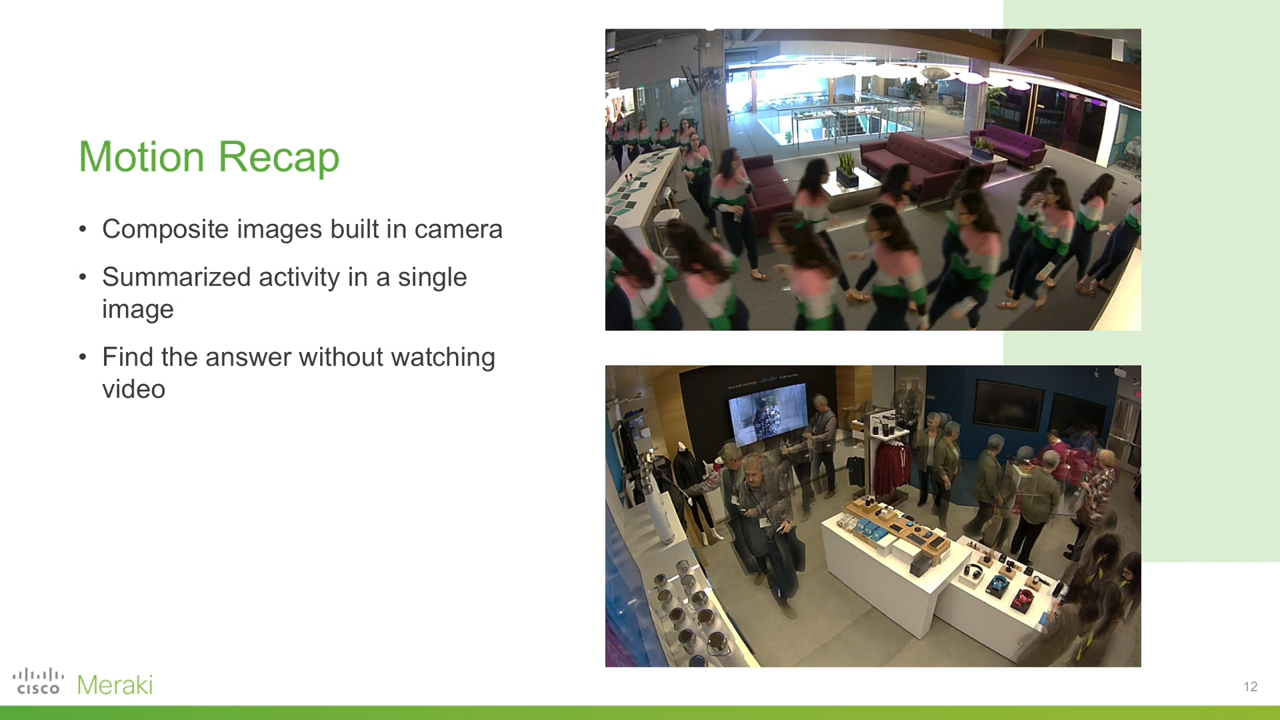 Motion Recap
• Composite images built in camera
• Summarized activity in a single
image
• Find the answer without watching
video
cisco Meraki
12